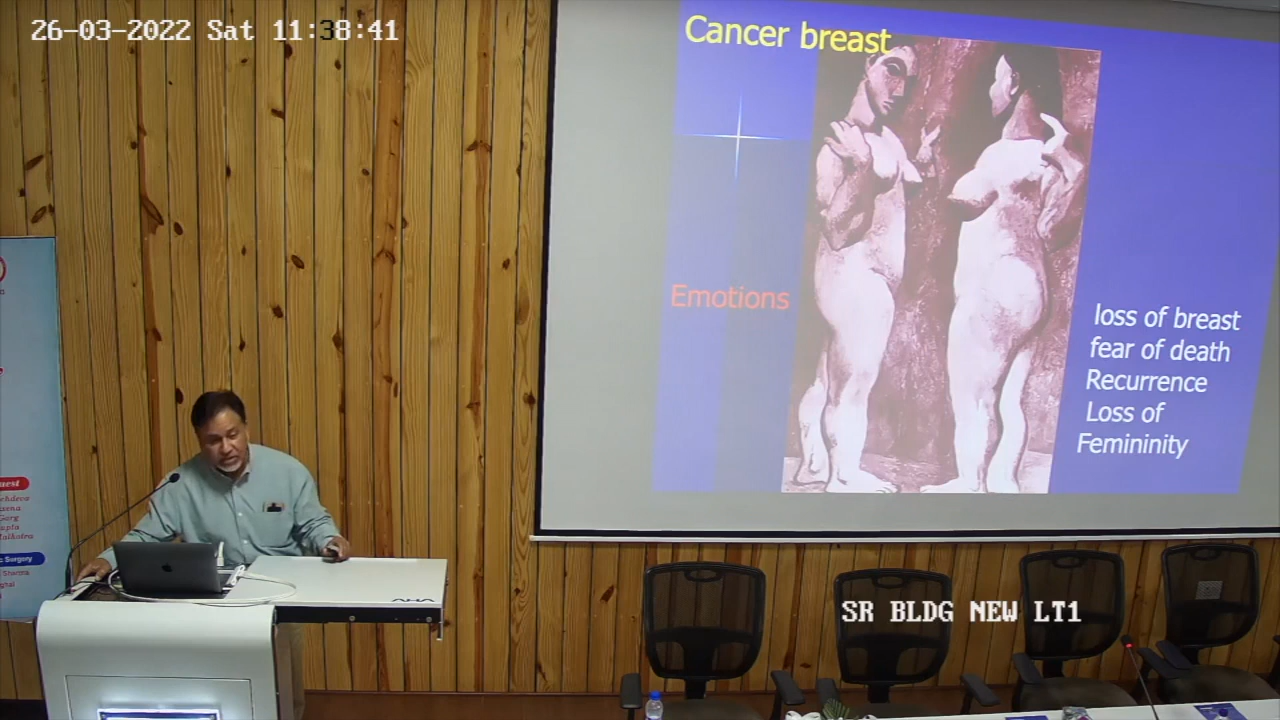 26-03-2022 Sat 11:38:41
Cancer breast
Emotions
loss of breast
fear of death
Recurrence
Loss of
Femininity
SR BLDG NEW LT1